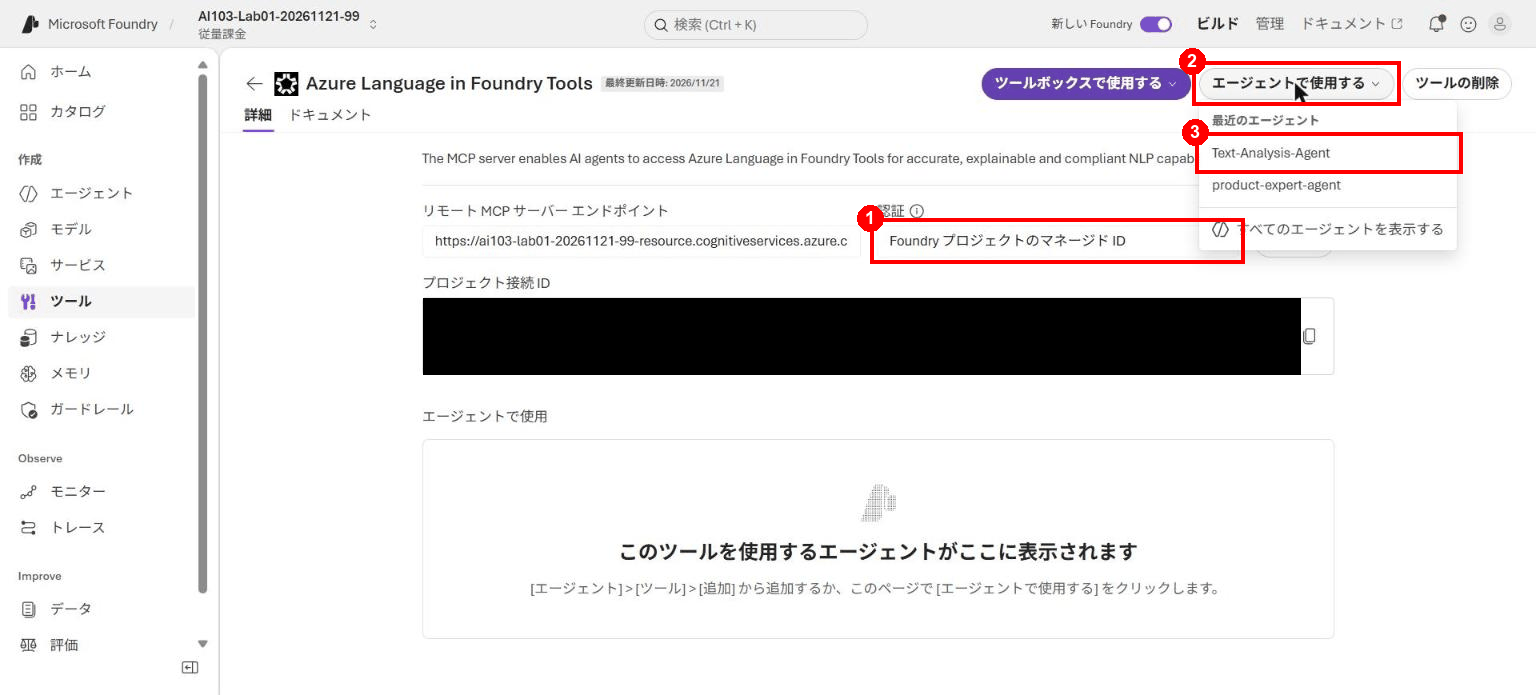 Microsoft Foundry / AI103-Lab01-20261121-99
従量課金
検索 (Ctrl + K)
新しい Foundry ビルド 管理 ドキュメント
ホーム
カタログ
作成
エージェント
モデル
サービス
ツール
ナレッジ
メモリ
ガードレール
Observe
モニター
トレース
Improve
データ
評価
Azure Language in Foundry Tools 最終更新日時: 2026/11/21
ツールボックスで使用する 2 エージェントで使用する ツールの削除
詳細 ドキュメント
最近のエージェント
3 Text-Analysis-Agent
product-expert-agent
すべてのエージェントを表示する
The MCP server enables AI agents to access Azure Language in Foundry Tools for accurate, explainable and compliant NLP capab
リモート MCP サーバー エンドポイント
https://ai103-lab01-20261121-99-resource.cognitiveservices.azure.c
認証
1 Foundry プロジェクトのマネージド ID
プロジェクト接続 ID
エージェントで使用
このツールを使用するエージェントがここに表示されます
[エージェント] > [ツール] > [追加] から追加するか、このページで [エージェントで使用する] をクリックします。